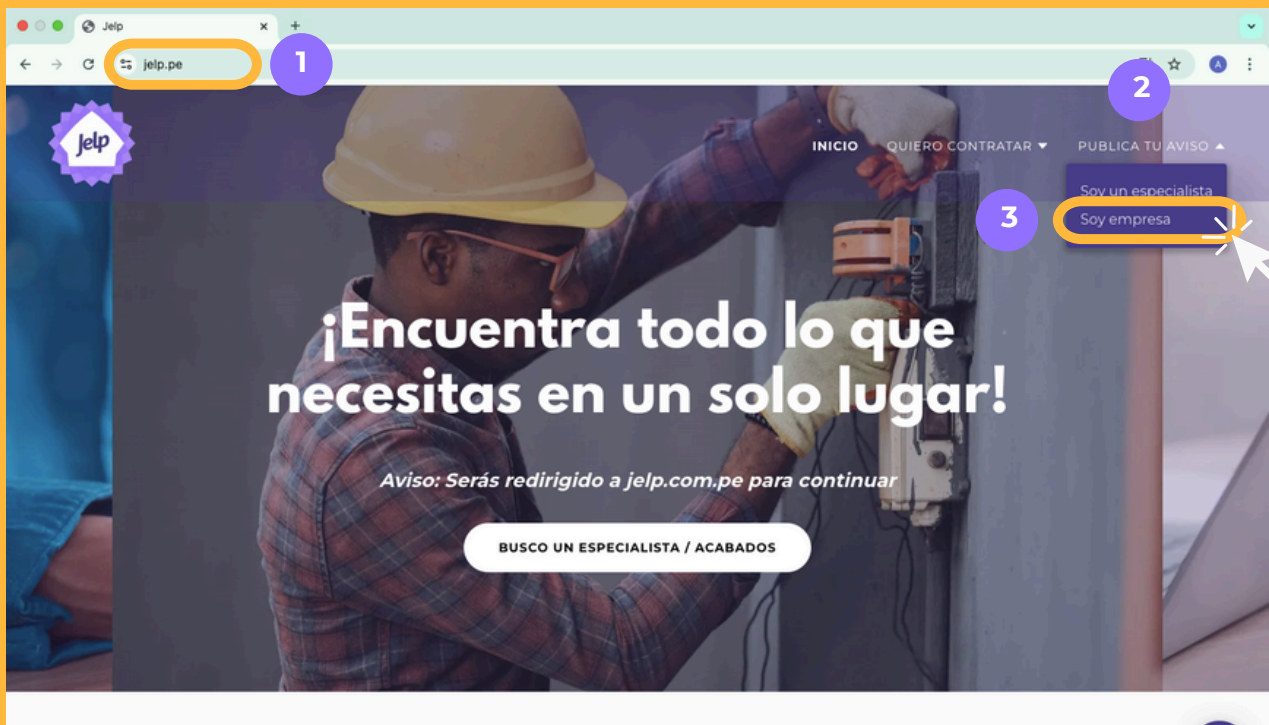 Jelp
jelp.pe
1
A
2
Jelp
INICIO
QUIERO CONTRATAR
PUBLICA TU AVISO
Soy un especialista
3
Soy empresa
¡Encuentra todo lo que
necesitas en un solo lugar!
Aviso: Serás redirigido a jelp.com.pe para continuar
BUSCO UN ESPECIALISTA / ACABADOS